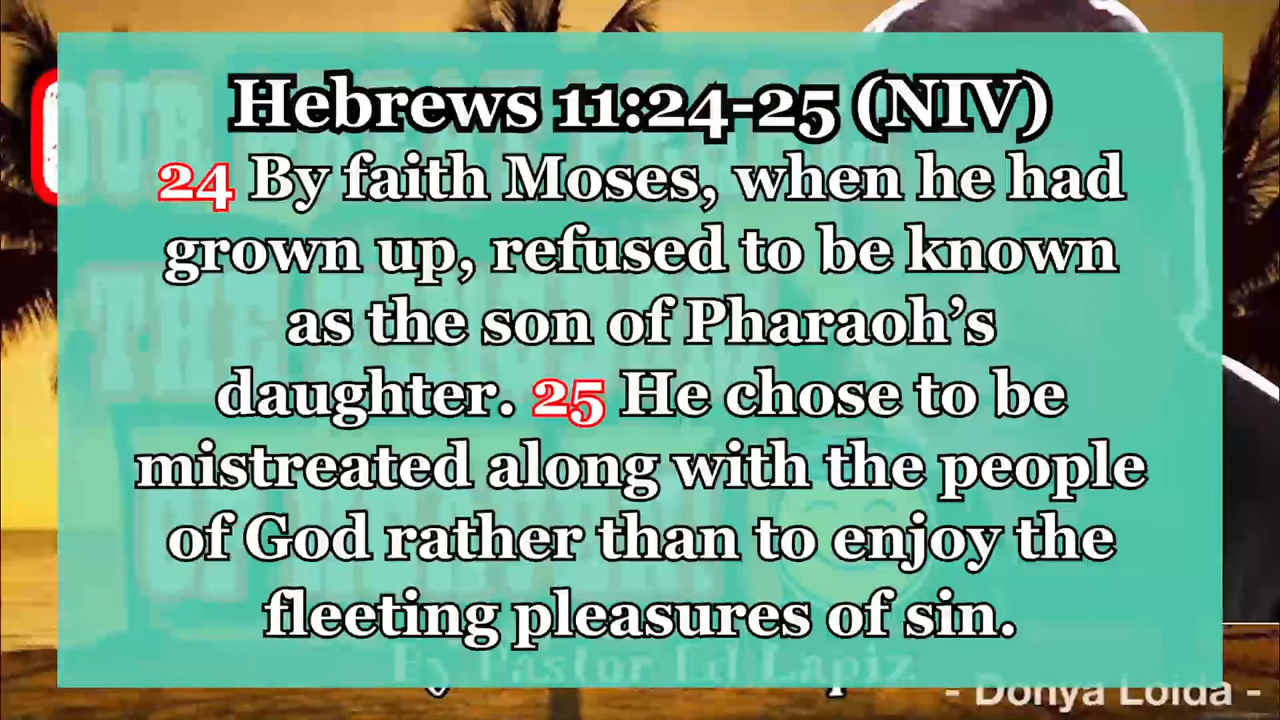 Hebrews 11:24-25 (NIV)
24 By faith Moses, when he had
grown up, refused to be known
as the son of Pharaoh’s
daughter. 25 He chose to be
mistreated along with the people
of God rather than to enjoy the
fleeting pleasures of sin.
By Pastor Ed Lapiz
- Donya Loida -